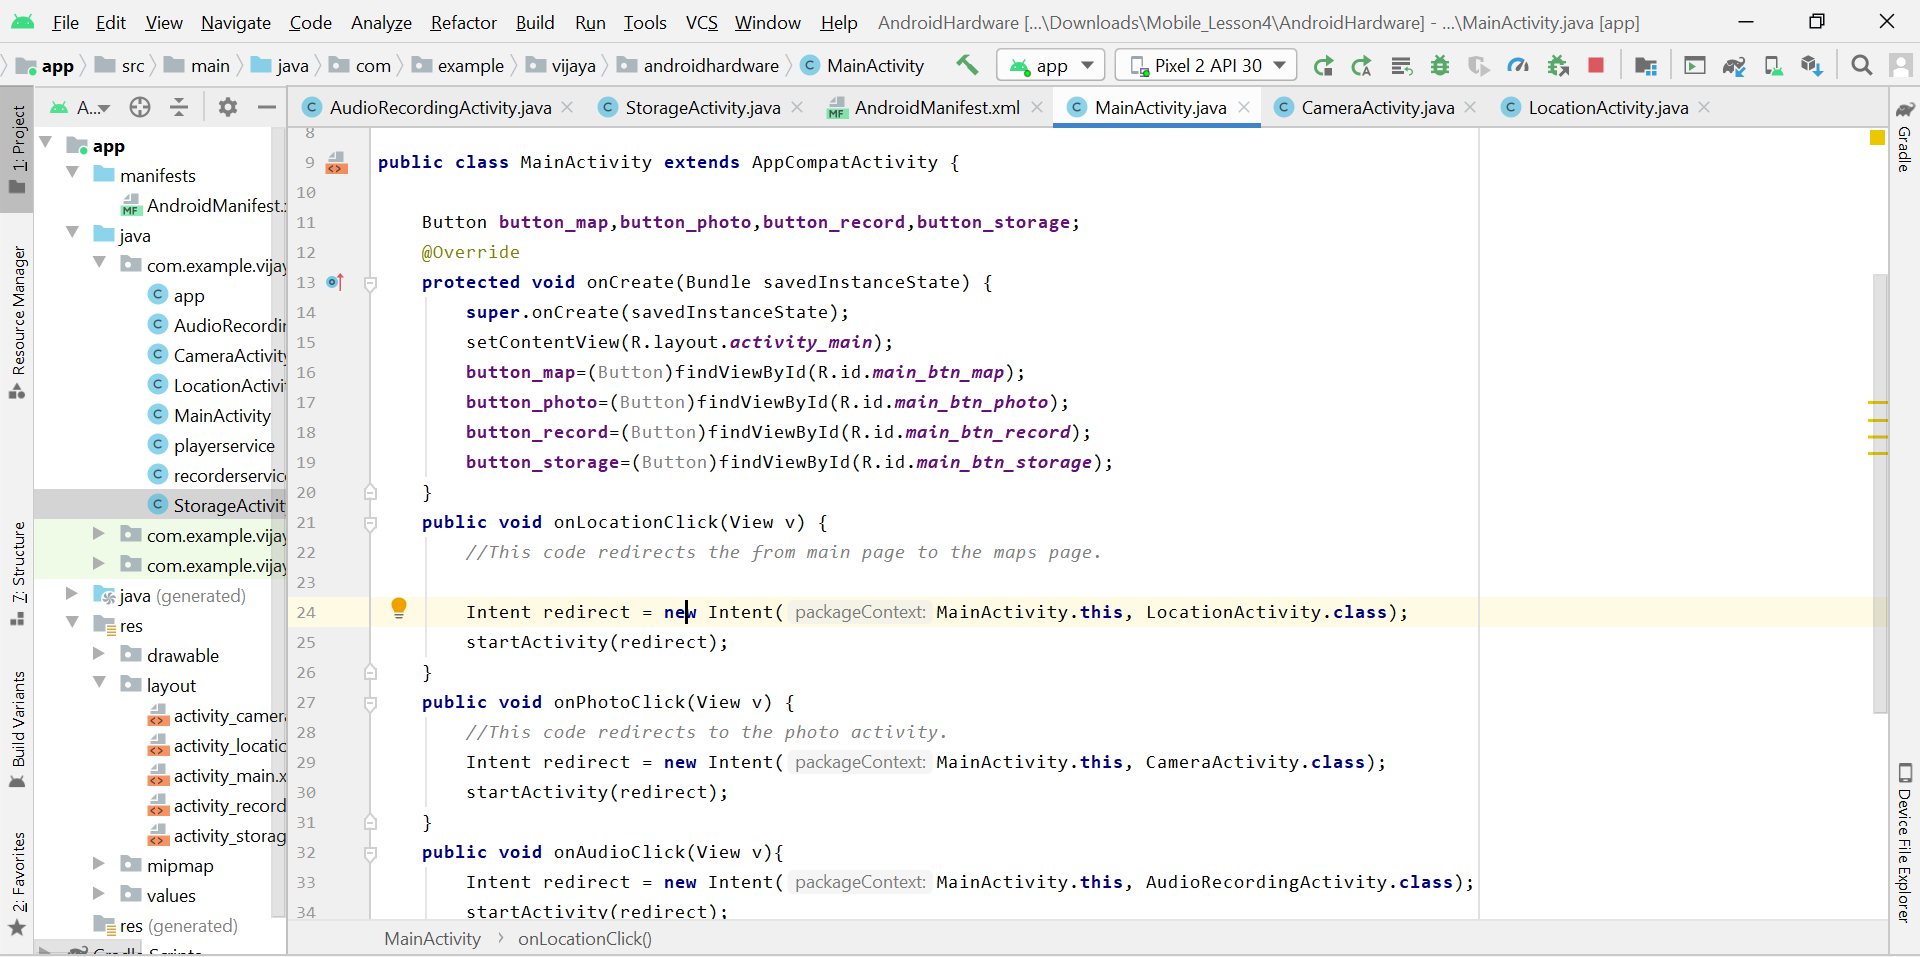 File Edit View Navigate Code Analyze Refactor Build Run Tools VCS Window Help AndroidHardware [...\Downloads\Mobile_Lesson4\AndroidHardware] - ...\MainActivity.java [app]
app src main java com example vijaya androidhardware MainActivity app Pixel 2 API 30
A... AudioRecordingActivity.java StorageActivity.java AndroidManifest.xml MainActivity.java CameraActivity.java LocationActivity.java
1: Project
Resource Manager
7: Structure
Build Variants
2: Favorites
app
manifests
AndroidManifest.
java
com.example.vijay
app
AudioRecordin
CameraActivity
LocationActivi
MainActivity
playerservice
recorderservice
StorageActivit
com.example.vijay
com.example.vijay
java (generated)
res
drawable
layout
activity_camer
activity_locatio
activity_main.x
activity_record
activity_storag
mipmap
values
res (generated)
Gradle Scripts
8
9 public class MainActivity extends AppCompatActivity {
10
11 Button button_map,button_photo,button_record,button_storage;
12 @Override
13 protected void onCreate(Bundle savedInstanceState) {
14 super.onCreate(savedInstanceState);
15 setContentView(R.layout.activity_main);
16 button_map=(Button)findViewById(R.id.main_btn_map);
17 button_photo=(Button)findViewById(R.id.main_btn_photo);
18 button_record=(Button)findViewById(R.id.main_btn_record);
19 button_storage=(Button)findViewById(R.id.main_btn_storage);
20 }
21 public void onLocationClick(View v) {
22 //This code redirects the from main page to the maps page.
23
24 Intent redirect = new Intent( packageContext: MainActivity.this, LocationActivity.class);
25 startActivity(redirect);
26 }
27 public void onPhotoClick(View v) {
28 //This code redirects to the photo activity.
29 Intent redirect = new Intent( packageContext: MainActivity.this, CameraActivity.class);
30 startActivity(redirect);
31 }
32 public void onAudioClick(View v){
33 Intent redirect = new Intent( packageContext: MainActivity.this, AudioRecordingActivity.class);
34 startActivity(redirect);
MainActivity › onLocationClick()
Gradle
Device File Explorer